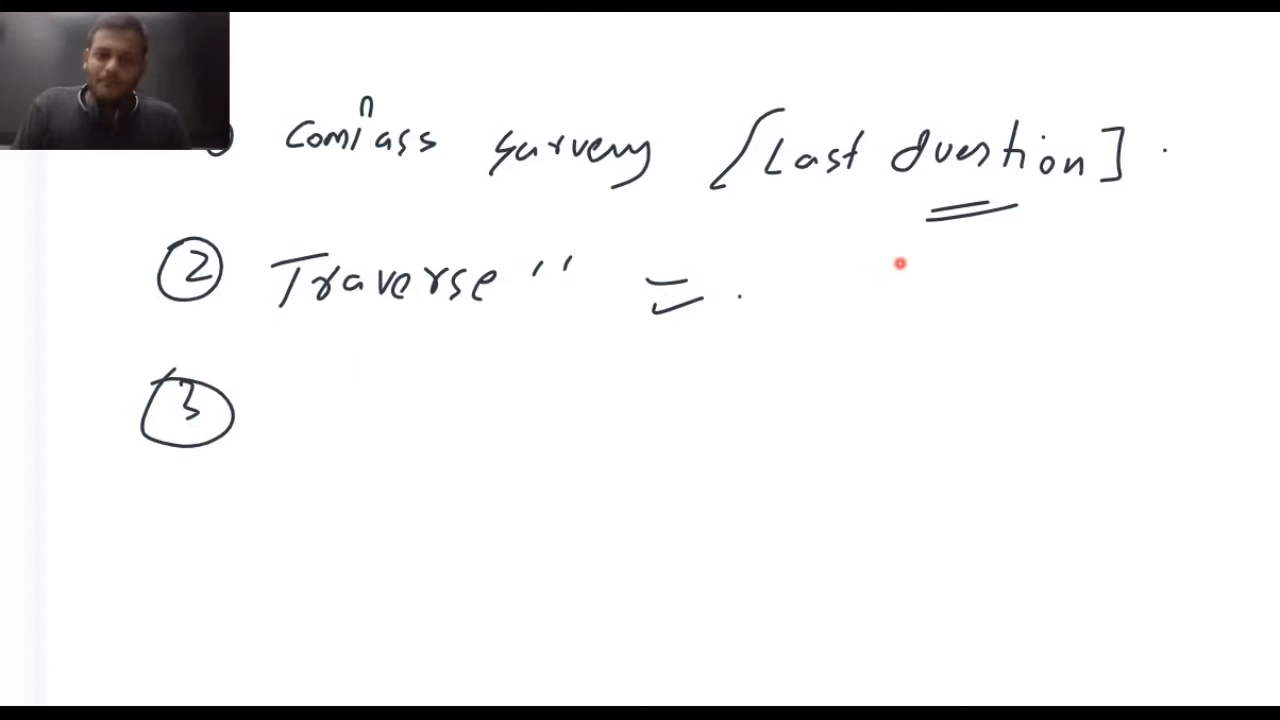 Compass survey [Last Question].
② Traverse " = .
③